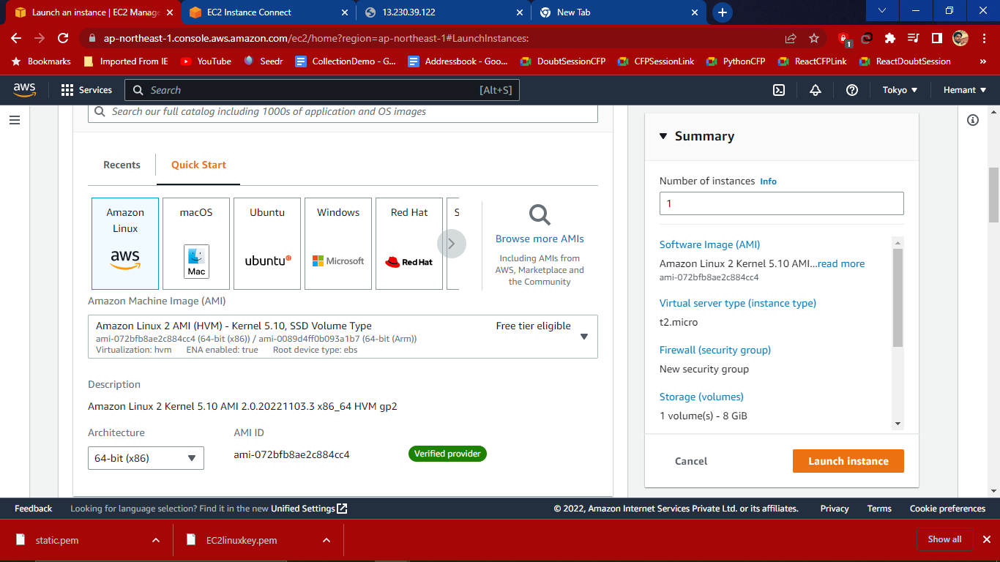 Launch an instance | EC2 Manage
EC2 Instance Connect
13.230.39.122
New Tab
ap-northeast-1.console.aws.amazon.com/ec2/home?region=ap-northeast-1#LaunchInstances:
1
Bookmarks
Imported From IE
YouTube
Seedr
CollectionDemo - G...
Addressbook - Goo...
DoubtSessionCFP
CFPSessionLink
PythonCFP
ReactCFPLink
ReactDoubtSession
»
aws
Services
Search
[Alt+S]
Tokyo
Hemant
Search our full catalog including 1000s of application and OS images
Recents
Quick Start
Amazon
Linux
aws
macOS
Mac
Ubuntu
ubuntu
Windows
Microsoft
Red Hat
Red Hat
S
Browse more AMIs
Including AMIs from
AWS, Marketplace and
the Community
Amazon Machine Image (AMI)
Amazon Linux 2 AMI (HVM) - Kernel 5.10, SSD Volume Type
Free tier eligible
ami-072bfb8ae2c884cc4 (64-bit (x86)) / ami-0089d4ff0b093a1b7 (64-bit (Arm))
Virtualization: hvm ENA enabled: true Root device type: ebs
Description
Amazon Linux 2 Kernel 5.10 AMI 2.0.20221103.3 x86_64 HVM gp2
Architecture
AMI ID
64-bit (x86)
ami-072bfb8ae2c884cc4
Verified provider
Summary
Number of instances Info
1
Software Image (AMI)
Amazon Linux 2 Kernel 5.10 AMI...read more
ami-072bfb8ae2c884cc4
Virtual server type (instance type)
t2.micro
Firewall (security group)
New security group
Storage (volumes)
1 volume(s) - 8 GiB
Cancel
Launch instance
Feedback
Looking for language selection? Find it in the new Unified Settings
© 2022, Amazon Internet Services Private Ltd. or its affiliates.
Privacy
Terms
Cookie preferences
static.pem
EC2linuxkey.pem
Show all